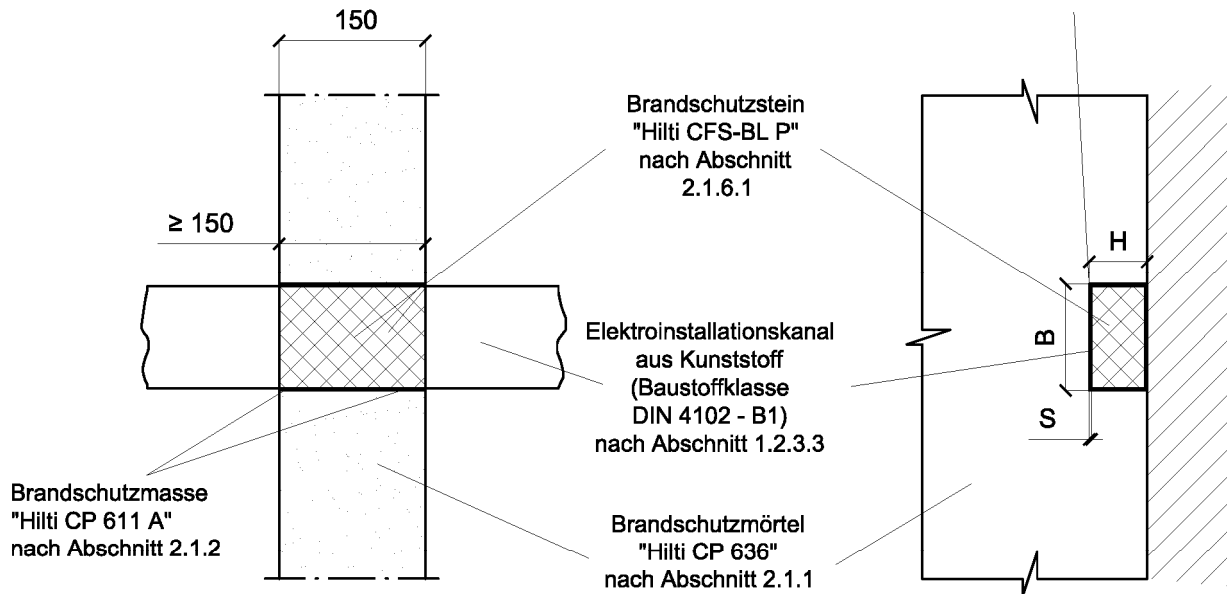 150
≥ 150
Brandschutzstein
"Hilti CFS-BL P"
nach Abschnitt
2.1.6.1
Elektroinstallationskanal
aus Kunststoff
(Baustoffklasse
DIN 4102 - B1)
nach Abschnitt 1.2.3.3
Brandschutzmasse
"Hilti CP 611 A"
nach Abschnitt 2.1.2
Brandschutzmörtel
"Hilti CP 636"
nach Abschnitt 2.1.1
H
B
S